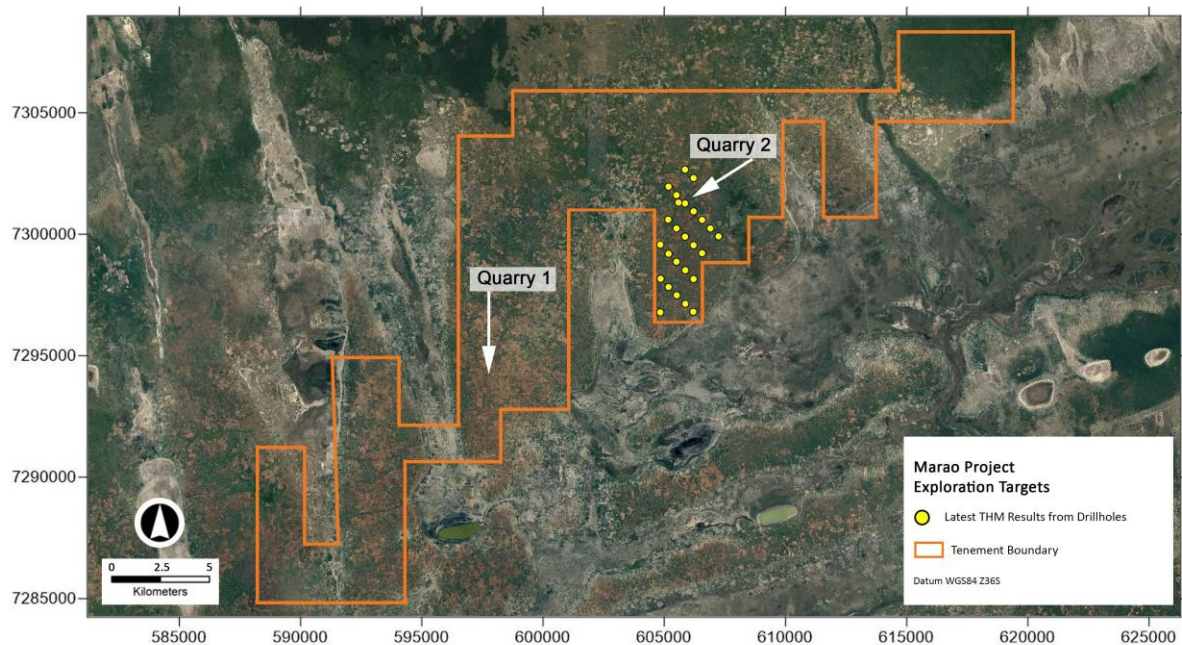 7305000
7300000
7295000
7290000
7285000
Quarry 2
Quarry 1
0 2.5 5
Kilometers
Marao Project
Exploration Targets
Latest THM Results from Drillholes
Tenement Boundary
Datum WGS84 Z36S
585000 590000 595000 600000 605000 610000 615000 620000 625000